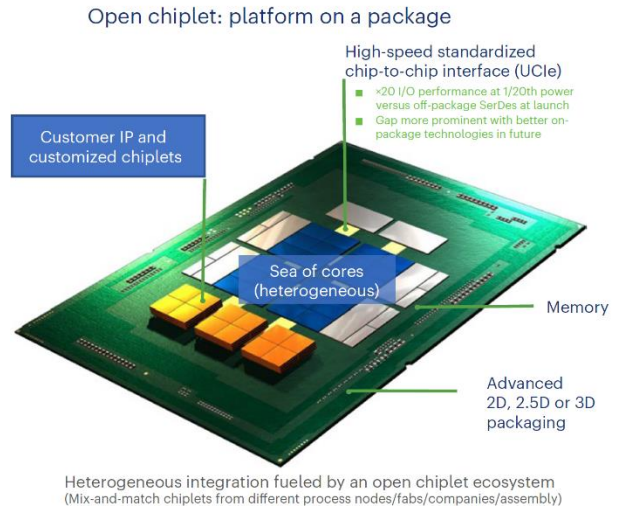 Open chiplet: platform on a package
High-speed standardized
chip-to-chip interface (UCIe)
×20 I/O performance at 1/20th power
versus off-package SerDes at launch
Gap more prominent with better on-
package technologies in future
Customer IP and
customized chiplets
Sea of cores
(heterogeneous)
Memory
Advanced
2D, 2.5D or 3D
packaging
Heterogeneous integration fueled by an open chiplet ecosystem
(Mix-and-match chiplets from different process nodes/fabs/companies/assembly)